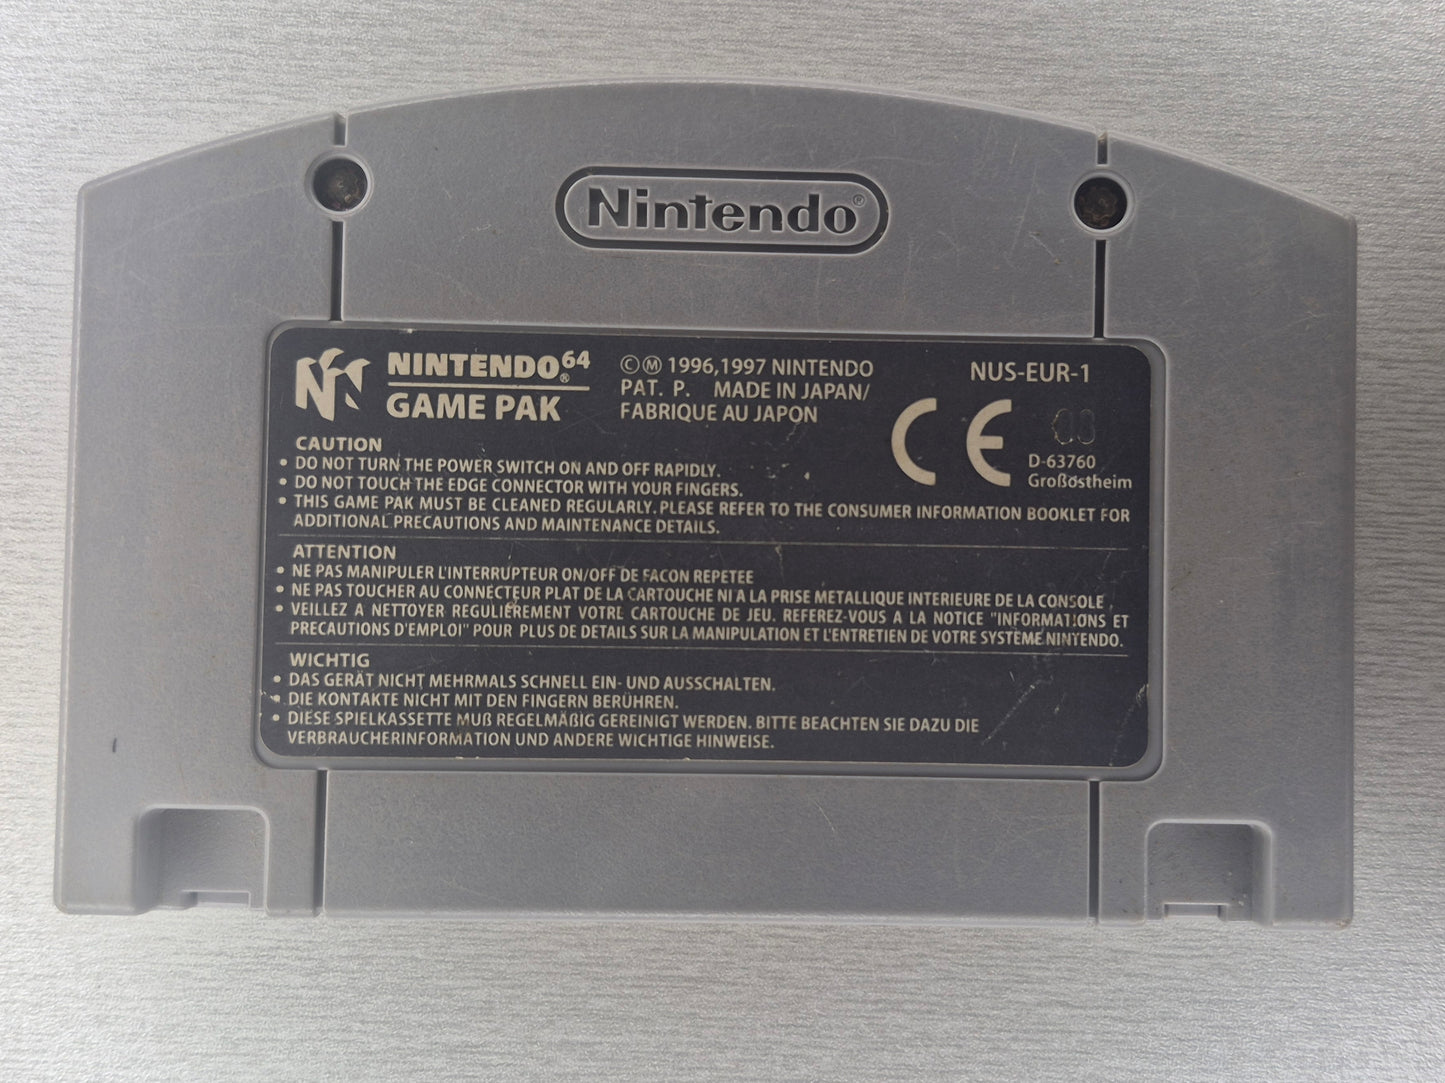 Nintendo®
NINTENDO64®
GAME PAK
©Ⓜ 1996,1997 NINTENDO
PAT. P. MADE IN JAPAN/
FABRIQUE AU JAPON
NUS-EUR-1
CE
D-63760
Großostheim
CAUTION
• DO NOT TURN THE POWER SWITCH ON AND OFF RAPIDLY.
• DO NOT TOUCH THE EDGE CONNECTOR WITH YOUR FINGERS.
• THIS GAME PAK MUST BE CLEANED REGULARLY. PLEASE REFER TO THE CONSUMER INFORMATION BOOKLET FOR
ADDITIONAL PRECAUTIONS AND MAINTENANCE DETAILS.
ATTENTION
• NE PAS MANIPULER L'INTERRUPTEUR ON/OFF DE FACON REPETEE
• NE PAS TOUCHER AU CONNECTEUR PLAT DE LA CARTOUCHE NI A LA PRISE METALLIQUE INTERIEURE DE LA CONSOLE
• VEILLEZ A NETTOYER REGULIEREMENT VOTRE CARTOUCHE DE JEU. REFEREZ-VOUS A LA NOTICE "INFORMATIONS ET
PRECAUTIONS D'EMPLOI" POUR PLUS DE DETAILS SUR LA MANIPULATION ET L'ENTRETIEN DE VOTRE SYSTEME NINTENDO.
WICHTIG
• DAS GERÄT NICHT MEHRMALS SCHNELL EIN- UND AUSSCHALTEN.
• DIE KONTAKTE NICHT MIT DEN FINGERN BERÜHREN.
• DIESE SPIELKASSETTE MUß REGELMÄßIG GEREINIGT WERDEN. BITTE BEACHTEN SIE DAZU DIE
VERBRAUCHERINFORMATION UND ANDERE WICHTIGE HINWEISE.